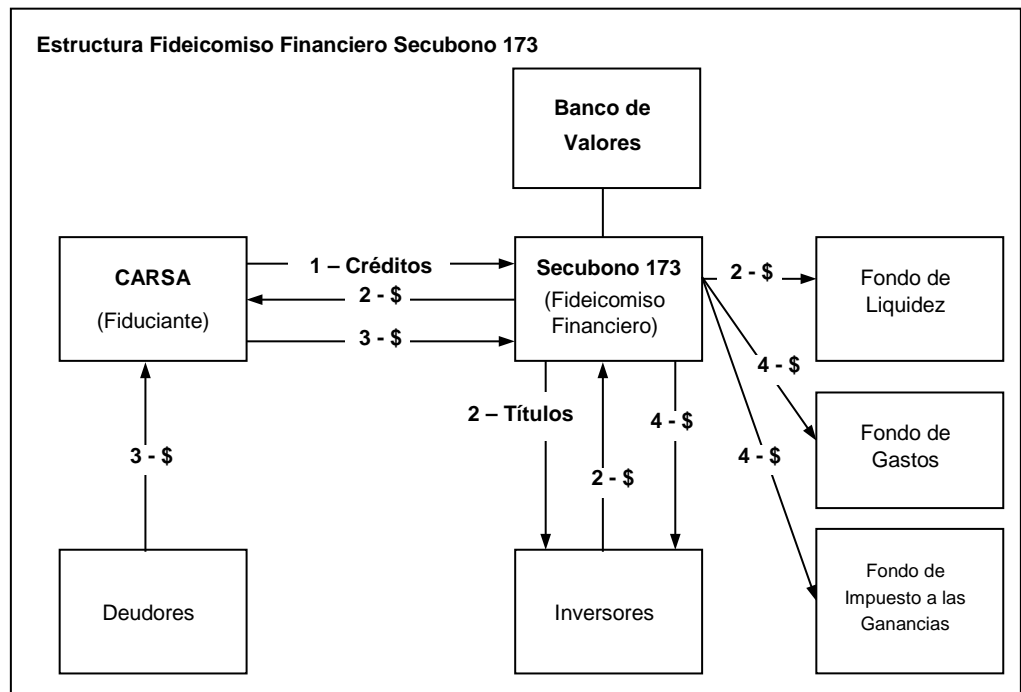 Estructura Fideicomiso Financiero Secubono 173
Banco de
Valores
CARSA
(Fiduciante)
1 – Créditos
2 - $
3 - $
Secubono 173
(Fideicomiso
Financiero)
2 - $
Fondo de
Liquidez
4 - $
4 - $
Fondo de
Gastos
2 – Títulos
4 - $
2 - $
3 - $
Deudores
Inversores
Fondo de
Impuesto a las
Ganancias